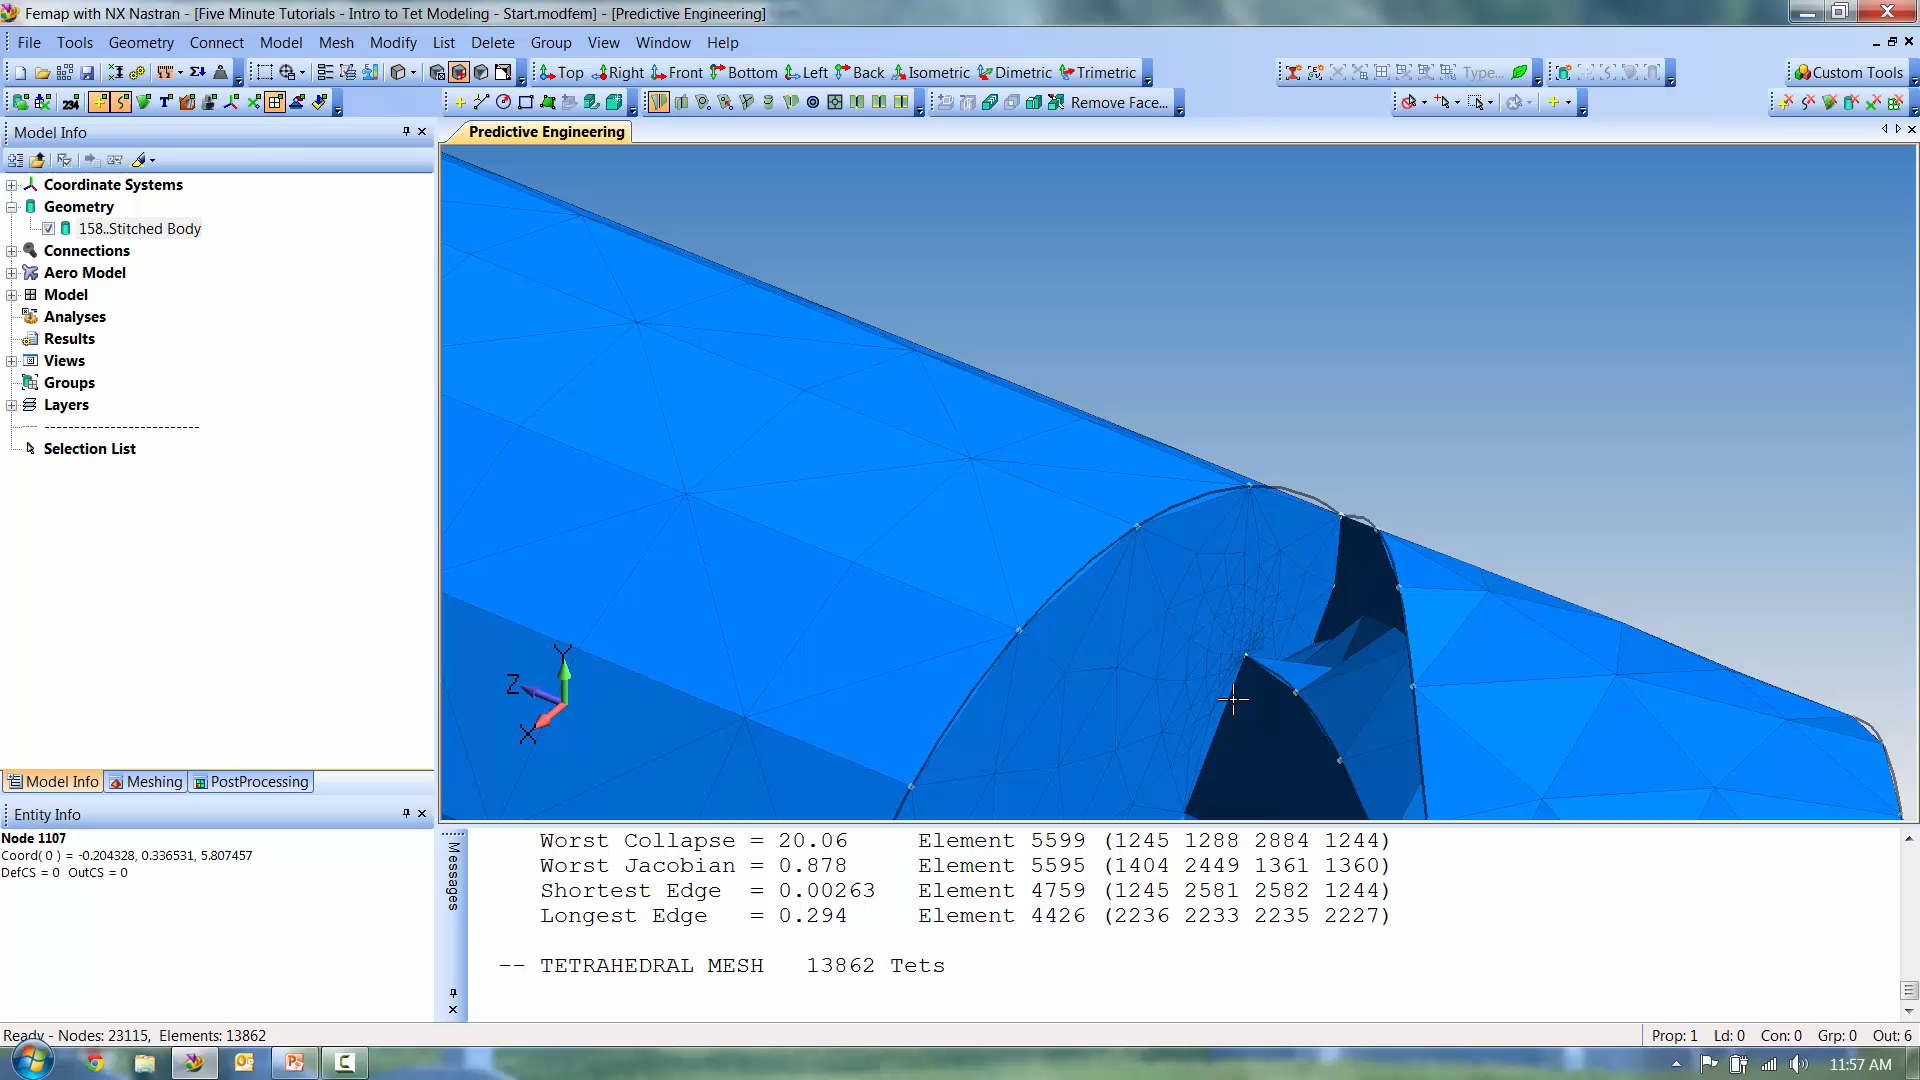 Femap with NX Nastran - [Five Minute Tutorials - Intro to Tet Modeling - Start.modfem] - [Predictive Engineering]
File Tools Geometry Connect Model Mesh Modify List Delete Group View Window Help
Top Right Front Bottom Left Back Isometric Dimetric Trimetric Type... Custom Tools
234 Remove Face...
Model Info
Predictive Engineering
Coordinate Systems
Geometry
158..Stitched Body
Connections
Aero Model
Model
Analyses
Results
Views
Groups
Layers
----------------------------
Selection List
Y
Z
X
Model Info Meshing PostProcessing
Entity Info
Node 1107
Coord( 0 ) = -0.204328, 0.336531, 5.807457
DefCS = 0 OutCS = 0
Messages
Worst Collapse = 20.06 Element 5599 (1245 1288 2884 1244)
Worst Jacobian = 0.878 Element 5595 (1404 2449 1361 1360)
Shortest Edge = 0.00263 Element 4759 (1245 2581 2582 1244)
Longest Edge = 0.294 Element 4426 (2236 2233 2235 2227)
-- TETRAHEDRAL MESH 13862 Tets
Ready - Nodes: 23115, Elements: 13862
Prop: 1 Ld: 0 Con: 0 Grp: 0 Out: 6
11:57 AM